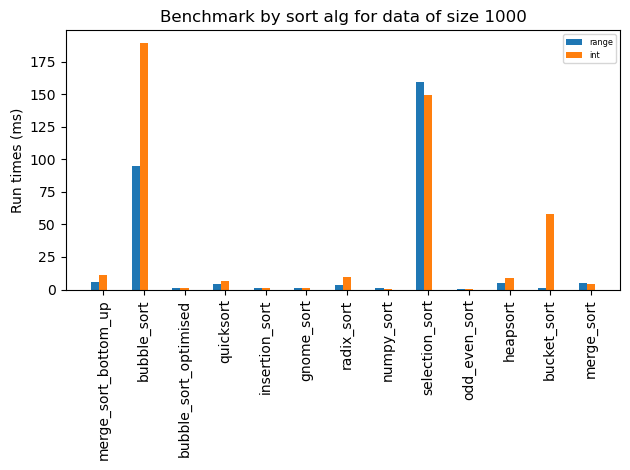 Benchmark by sort alg for data of size 1000
range
int
Run times (ms)
175
150
125
100
75
50
25
0
merge_sort_bottom_up
bubble_sort
bubble_sort_optimised
quicksort
insertion_sort
gnome_sort
radix_sort
numpy_sort
selection_sort
odd_even_sort
heapsort
bucket_sort
merge_sort